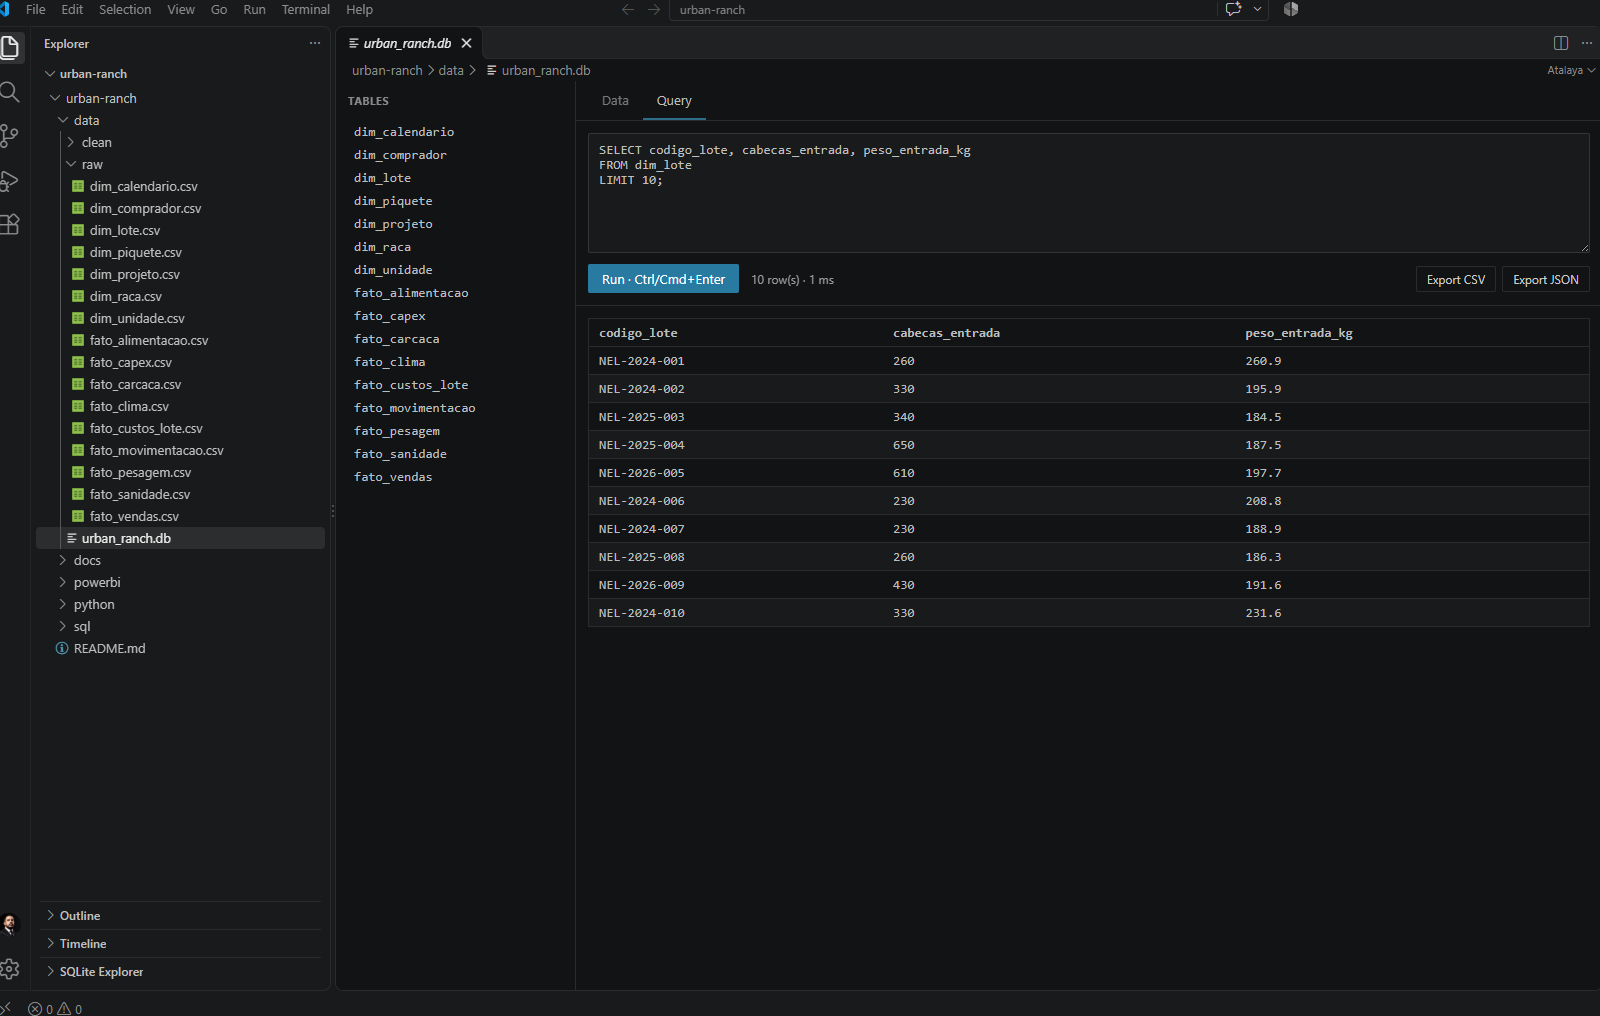 File Edit Selection View Go Run Terminal Help
urban-ranch
Explorer
urban-ranch
urban-ranch
data
clean
raw
dim_calendario.csv
dim_comprador.csv
dim_lote.csv
dim_piquete.csv
dim_projeto.csv
dim_raca.csv
dim_unidade.csv
fato_alimentacao.csv
fato_capex.csv
fato_carcaca.csv
fato_clima.csv
fato_custos_lote.csv
fato_movimentacao.csv
fato_pesagem.csv
fato_sanidade.csv
fato_vendas.csv
urban_ranch.db
docs
powerbi
python
sql
README.md
Outline
Timeline
SQLite Explorer
0 0
urban_ranch.db
urban-ranch > data > urban_ranch.db
Atalaya
TABLES
dim_calendario
dim_comprador
dim_lote
dim_piquete
dim_projeto
dim_raca
dim_unidade
fato_alimentacao
fato_capex
fato_carcaca
fato_clima
fato_custos_lote
fato_movimentacao
fato_pesagem
fato_sanidade
fato_vendas
Data Query
SELECT codigo_lote, cabecas_entrada, peso_entrada_kg
FROM dim_lote
LIMIT 10;
Run · Ctrl/Cmd+Enter 10 row(s) · 1 ms Export CSV Export JSON
codigo_lote cabecas_entrada peso_entrada_kg
NEL-2024-001 260 260.9
NEL-2024-002 330 195.9
NEL-2025-003 340 184.5
NEL-2025-004 650 187.5
NEL-2026-005 610 197.7
NEL-2024-006 230 208.8
NEL-2024-007 230 188.9
NEL-2025-008 260 186.3
NEL-2026-009 430 191.6
NEL-2024-010 330 231.6